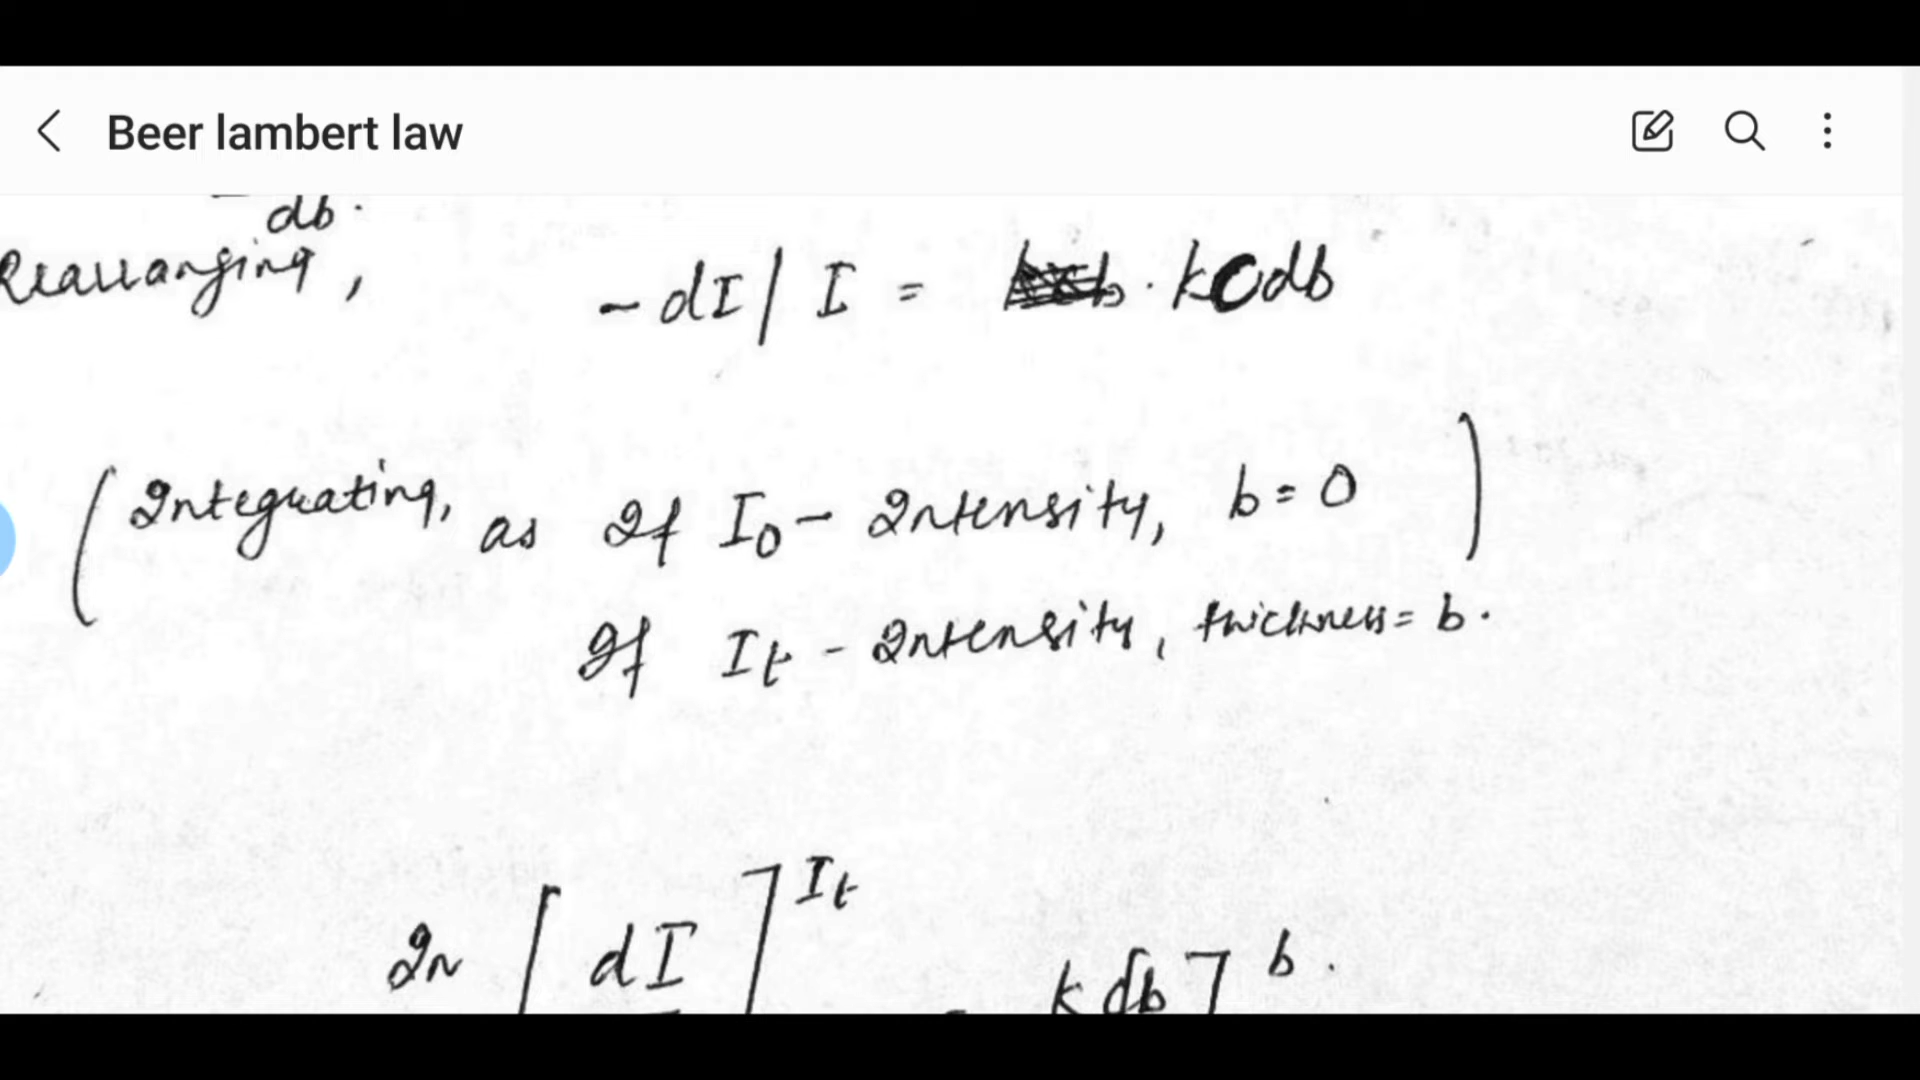 Beer lambert law
db.
Rearranging, -dI/I = kCdb
(Integrating, as If I0 - Intensity, b = 0)
If It - Intensity, thickness = b.
It
In [ dI ] kdb] b.